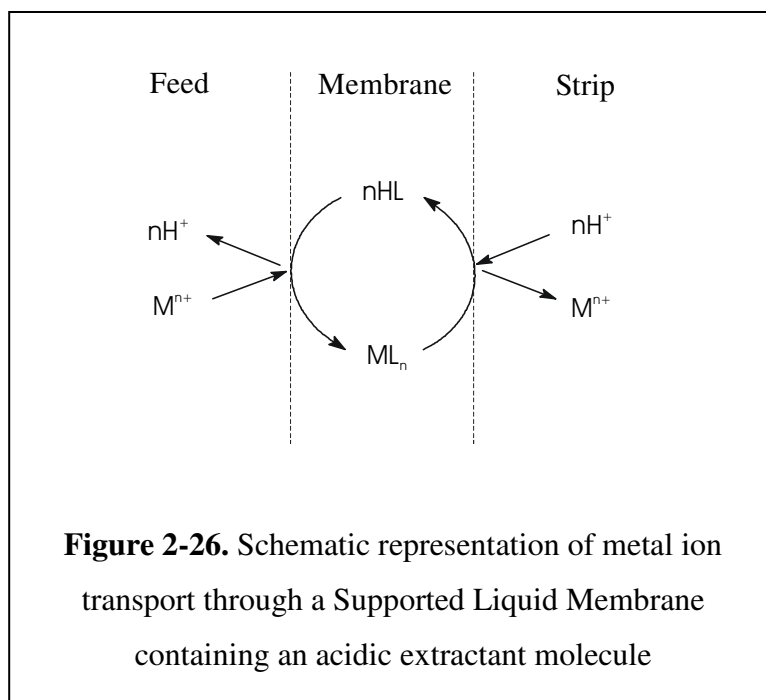 Feed Membrane Strip
nHL
nH⁺ nH⁺
Mⁿ⁺ Mⁿ⁺
MLₙ
Figure 2-26. Schematic representation of metal ion
transport through a Supported Liquid Membrane
containing an acidic extractant molecule